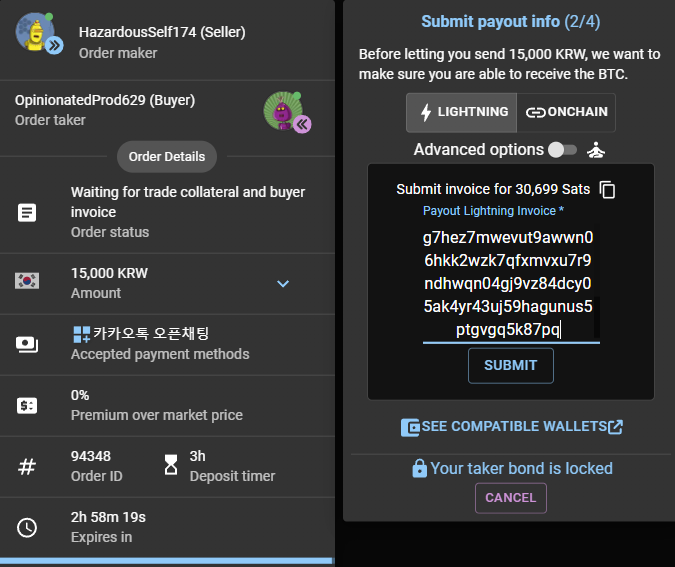 HazardousSelf174 (Seller)
Order maker
OpinionatedProd629 (Buyer)
Order taker
Order Details
Waiting for trade collateral and buyer
invoice
Order status
15,000 KRW
Amount
카카오톡 오픈채팅
Accepted payment methods
0%
Premium over market price
94348
Order ID
3h
Deposit timer
2h 58m 19s
Expires in
Submit payout info (2/4)
Before letting you send 15,000 KRW, we want to
make sure you are able to receive the BTC.
LIGHTNING
ONCHAIN
Advanced options
Submit invoice for 30,699 Sats
Payout Lightning Invoice *
g7hez7mwevut9awwn0
6hkk2wzk7qfxmvxu7r9
ndhwqn04gj9vz84dcy0
5ak4yr43uj59hagunus5
ptgvgq5k87pq
SUBMIT
SEE COMPATIBLE WALLETS
Your taker bond is locked
CANCEL